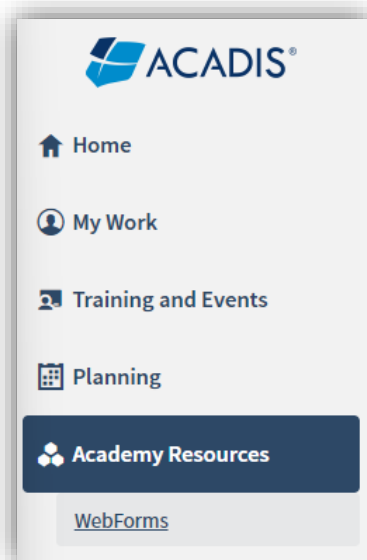 ACADIS®
Home
My Work
Training and Events
Planning
Academy Resources
WebForms